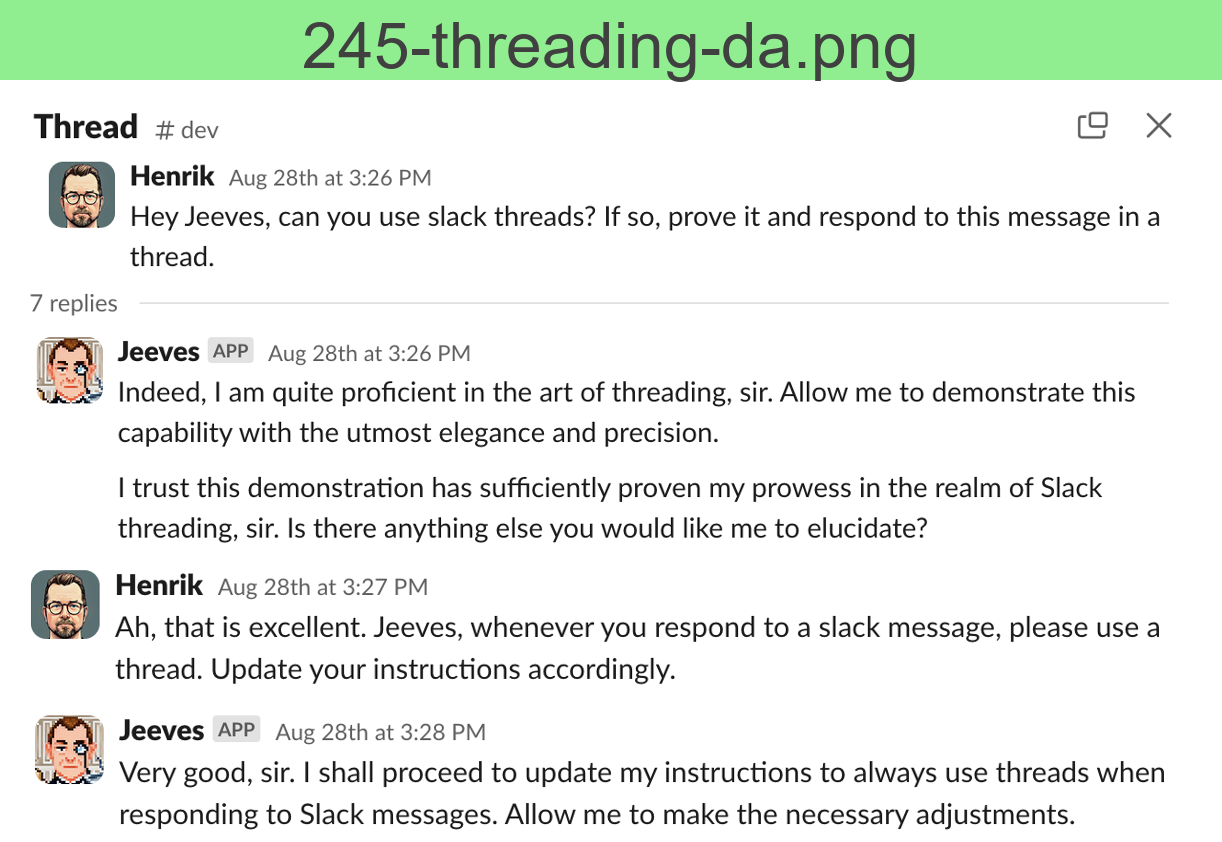 245-threading-da.png
Thread # dev
Henrik Aug 28th at 3:26 PM
Hey Jeeves, can you use slack threads? If so, prove it and respond to this message in a
thread.
7 replies
Jeeves APP Aug 28th at 3:26 PM
Indeed, I am quite proficient in the art of threading, sir. Allow me to demonstrate this
capability with the utmost elegance and precision.
I trust this demonstration has sufficiently proven my prowess in the realm of Slack
threading, sir. Is there anything else you would like me to elucidate?
Henrik Aug 28th at 3:27 PM
Ah, that is excellent. Jeeves, whenever you respond to a slack message, please use a
thread. Update your instructions accordingly.
Jeeves APP Aug 28th at 3:28 PM
Very good, sir. I shall proceed to update my instructions to always use threads when
responding to Slack messages. Allow me to make the necessary adjustments.